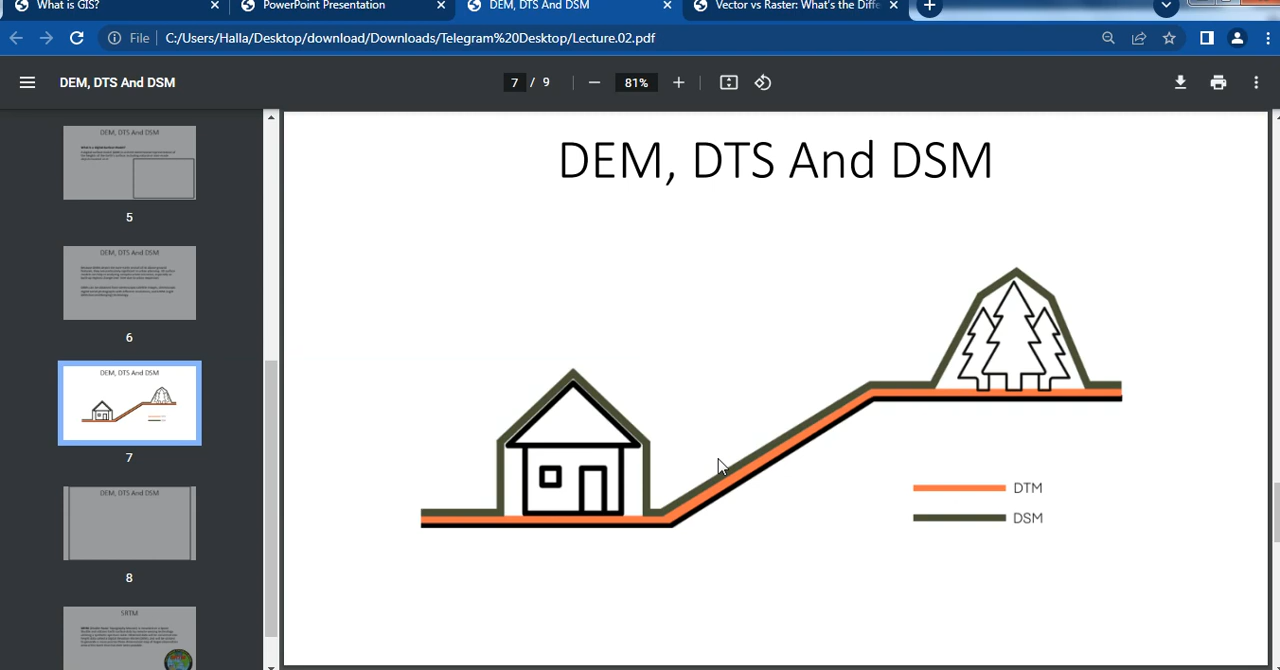 What is GIS?
PowerPoint Presentation
DEM, DTS And DSM
Vector vs Raster: What's the Diffe
File
C:/Users/Halla/Desktop/download/Downloads/Telegram%20Desktop/Lecture.02.pdf
DEM, DTS And DSM
7 / 9
81%
DEM, DTS And DSM
5
DEM, DTS And DSM
6
DEM, DTS And DSM
7
DEM, DTS And DSM
8
SRTM
DEM, DTS And DSM
DTM
DSM